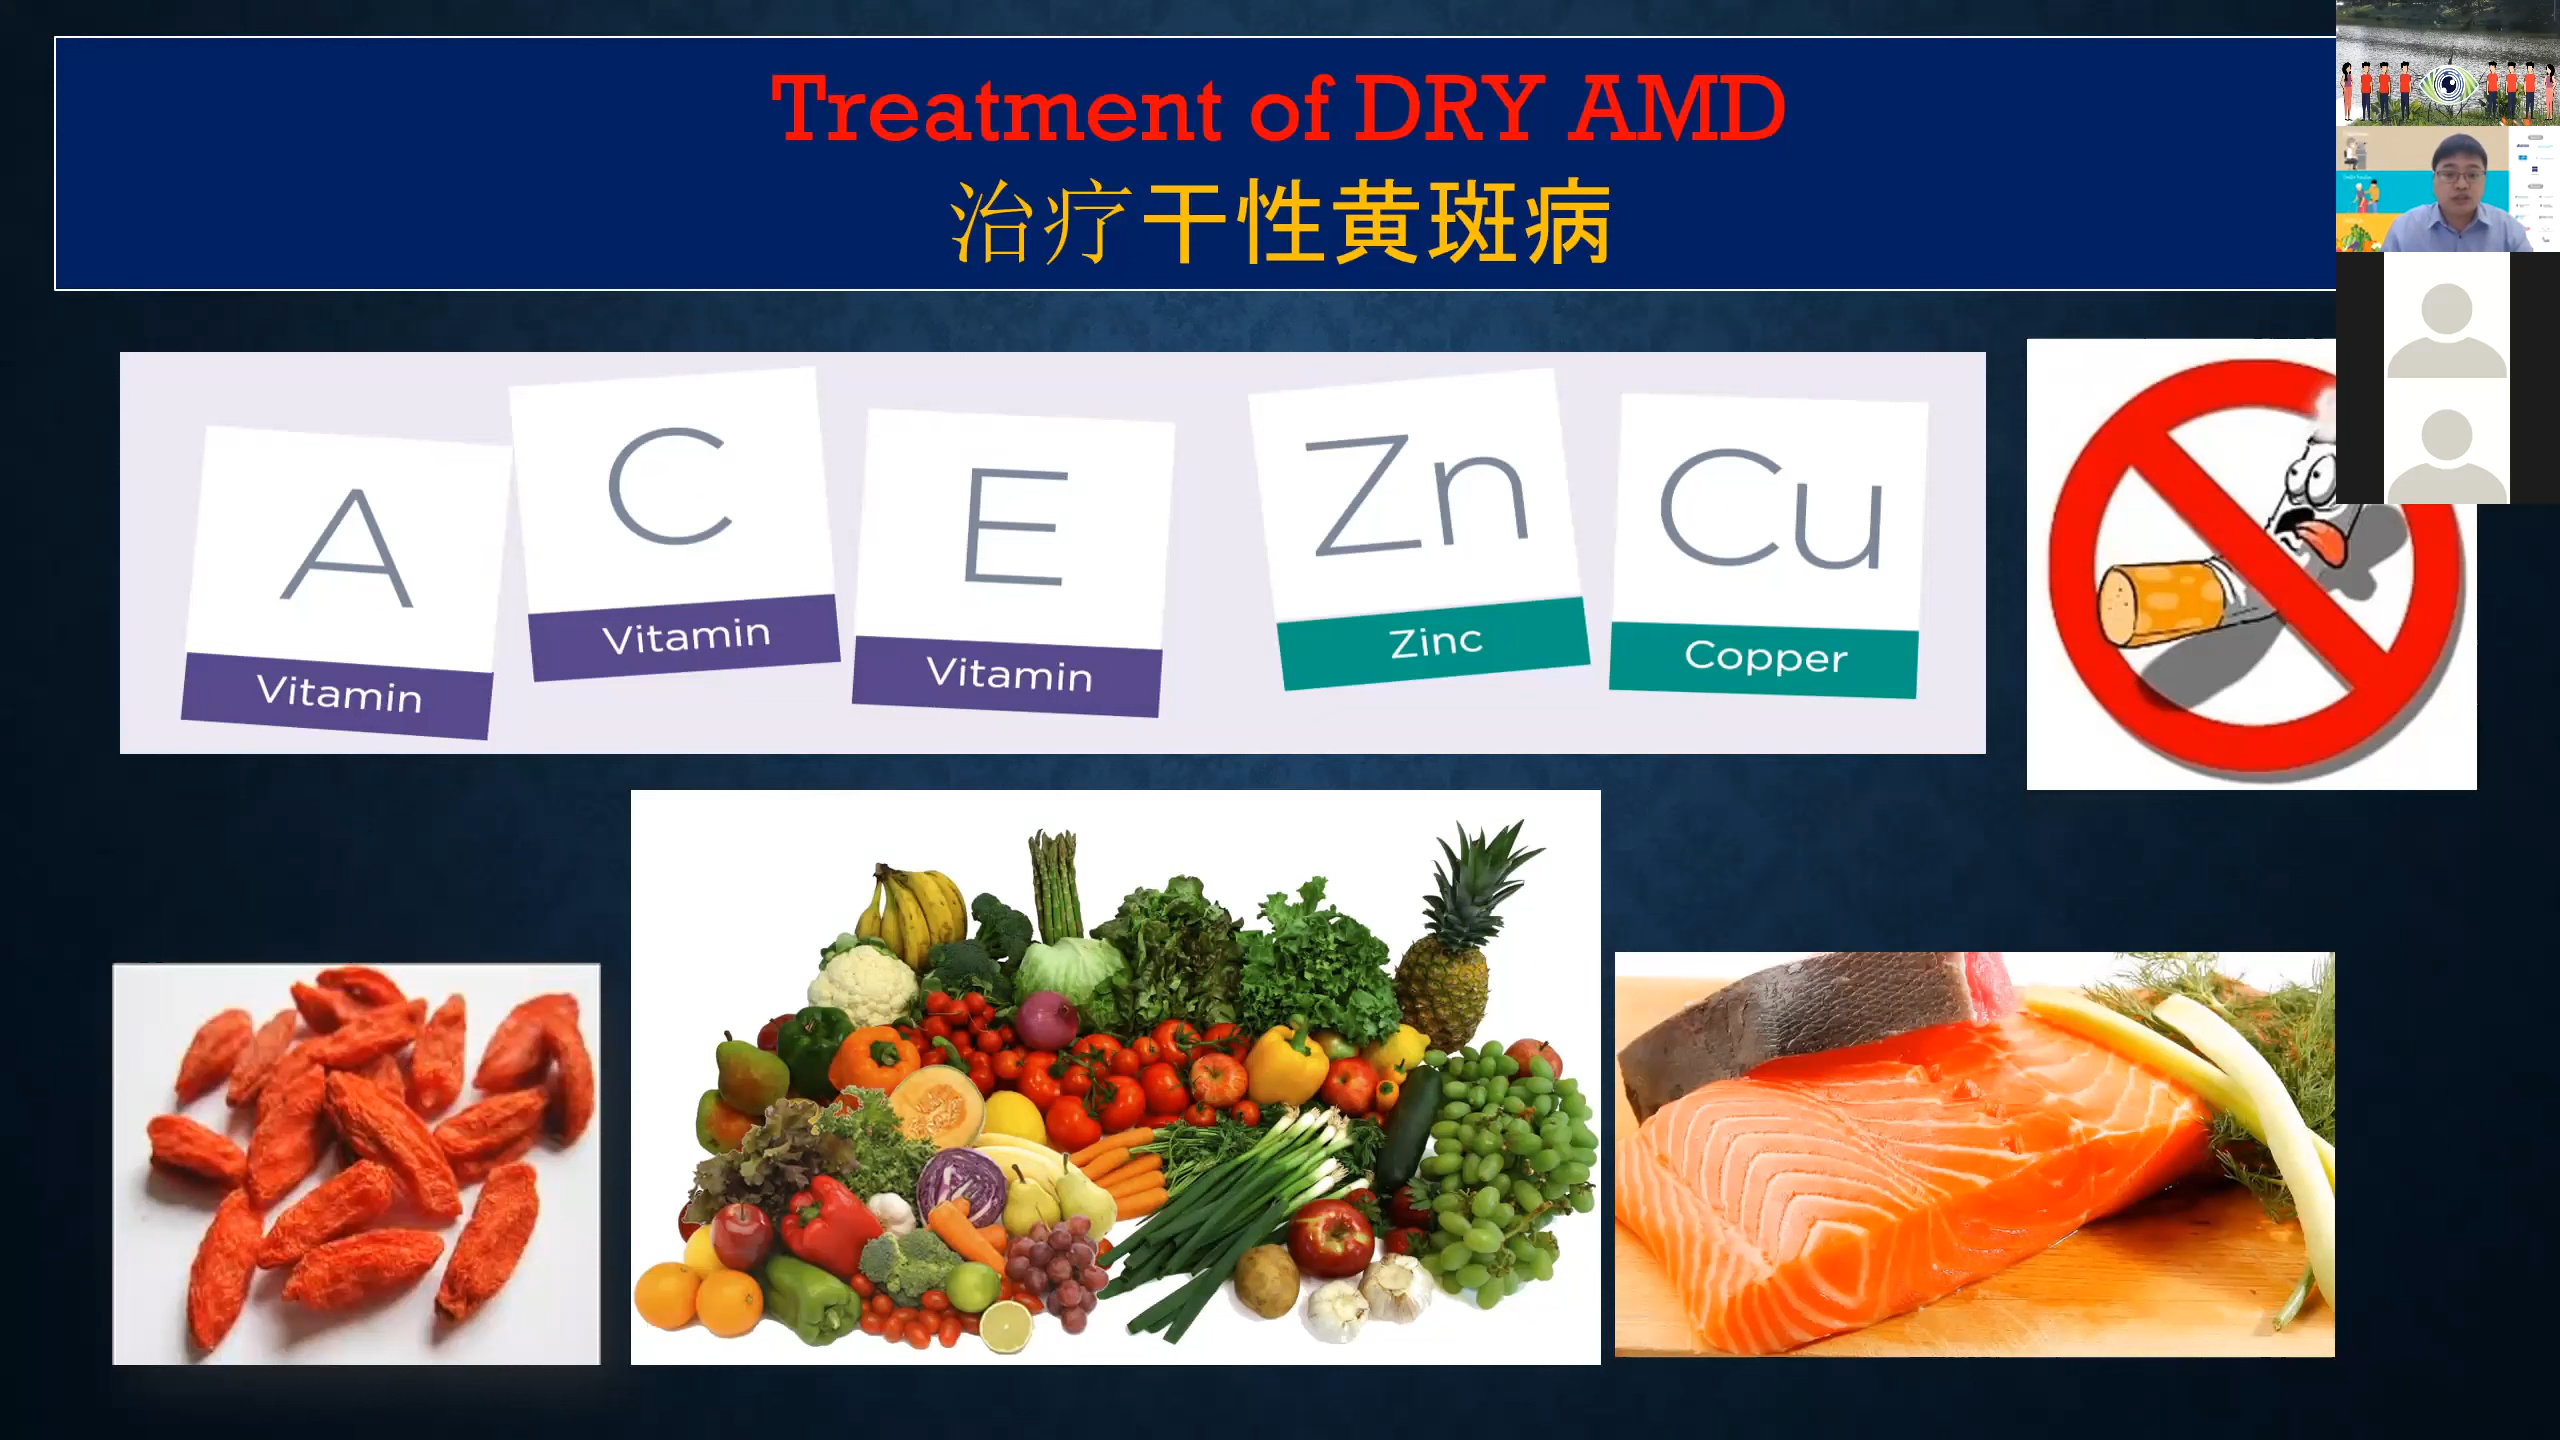 Treatment of DRY AMD
治疗干性黄斑病
A
Vitamin
C
Vitamin
E
Vitamin
Zn
Zinc
Cu
Copper